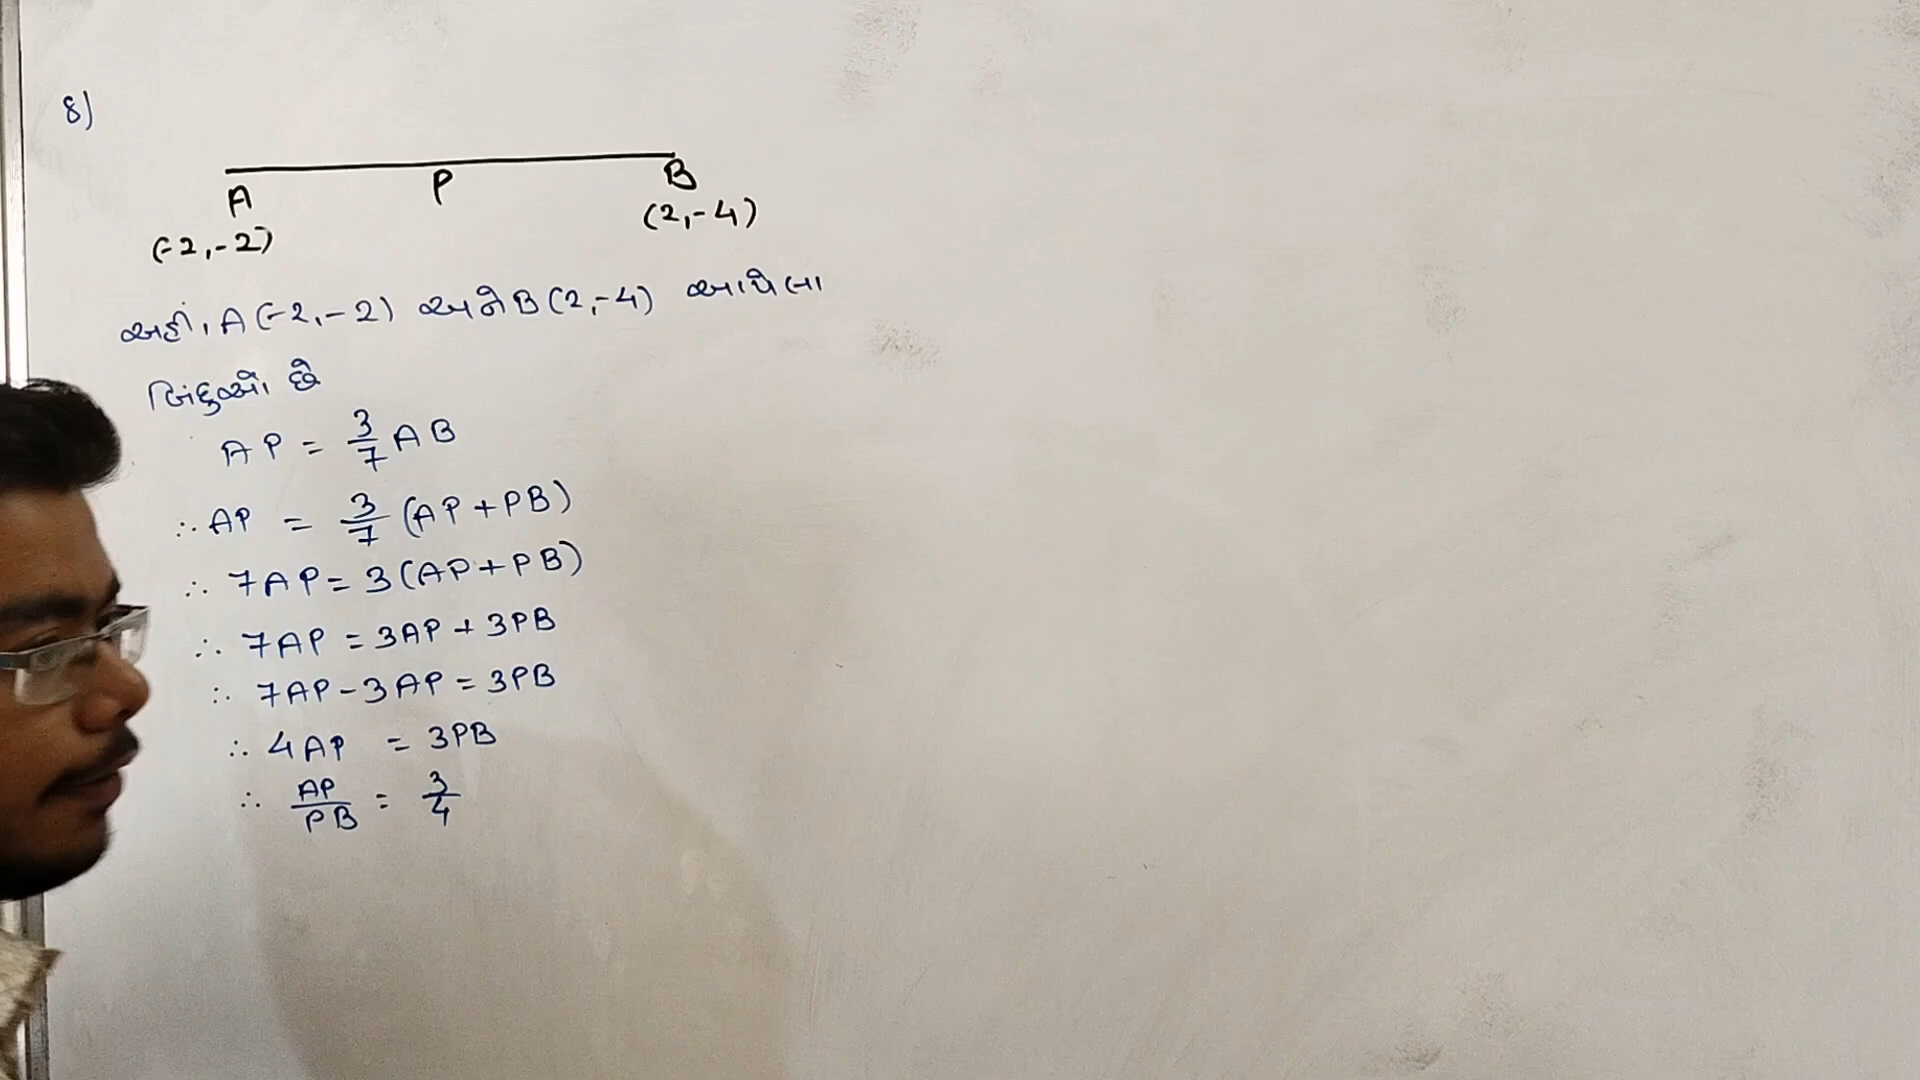 8)
A P B
(-2,-2) (2,-4)
અહીં, A(-2,-2) અને B(2,-4) આપેલા
બિંદુઓ છે
AP = 3/7 AB
∴ AP = 3/7 (AP+PB)
∴ 7AP = 3(AP+PB)
∴ 7AP = 3AP + 3PB
∴ 7AP - 3AP = 3PB
∴ 4AP = 3PB
∴ AP/PB = 3/4